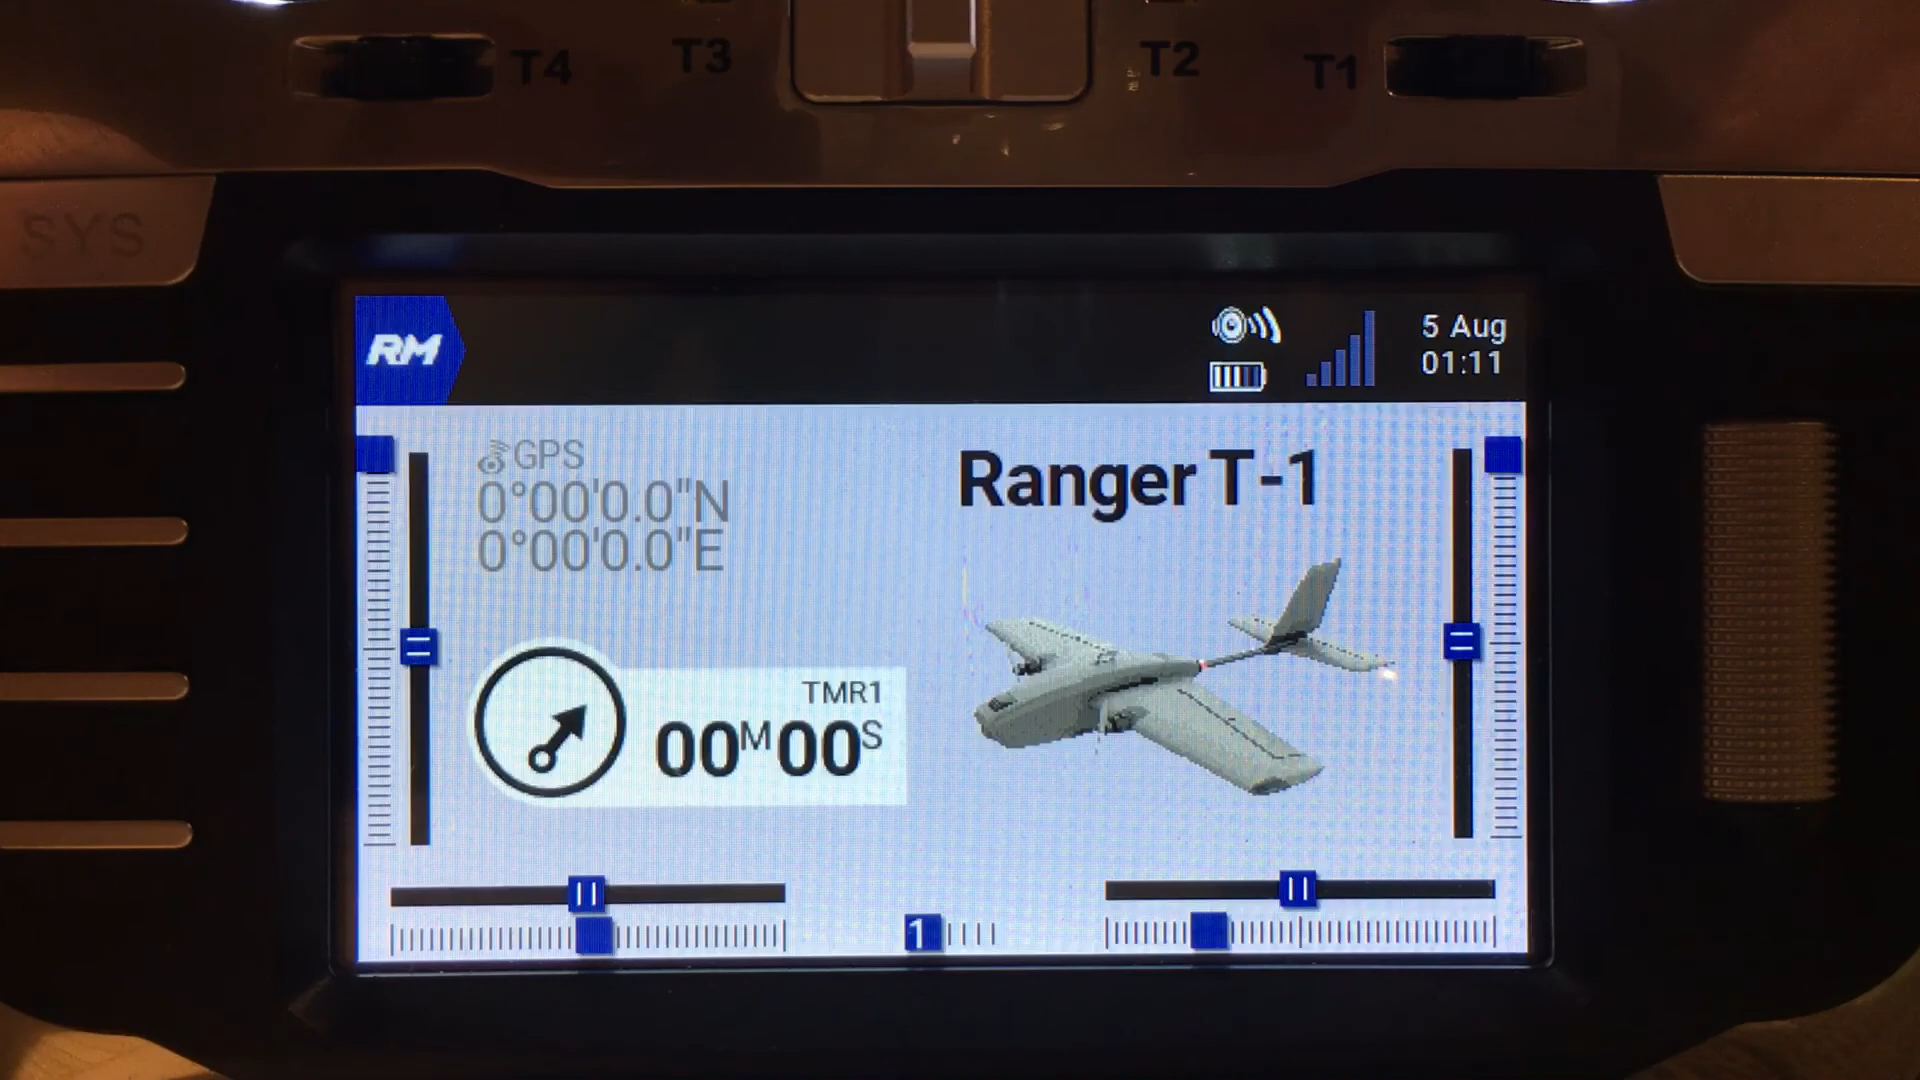 T4
T3
T2
T1
SYS
RM
5 Aug
01:11
GPS
0°00'0.0"N
0°00'0.0"E
Ranger T-1
TMR1
00M00S
1